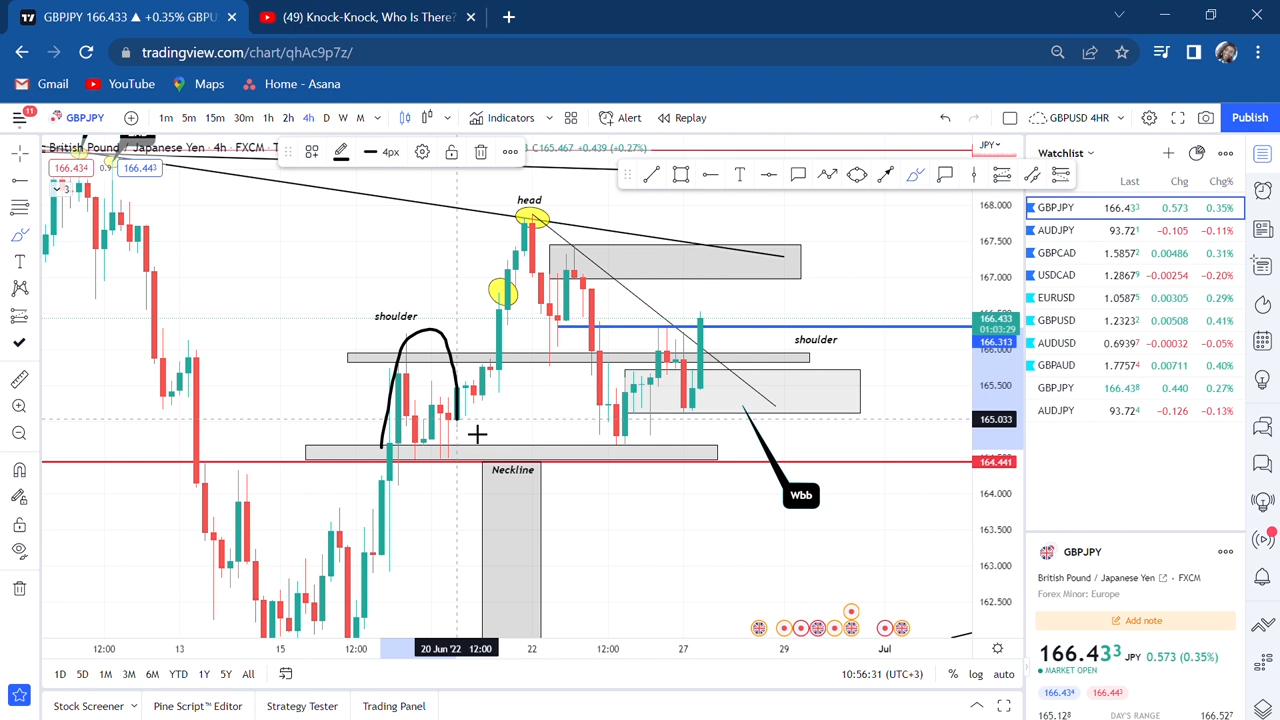 GBPJPY 166.433 ▲ +0.35% GBPU
(49) Knock-Knock, Who Is There?
tradingview.com/chart/qhAc9p7z/
Gmail YouTube Maps Home - Asana
11 GBPJPY 1m 5m 15m 30m 1h 2h 4h D W M Indicators Alert Replay GBPUSD 4HR Publish
British Pound / Japanese Yen · 4h · FXCM
C165.467 +0.439 (+0.27%)
JPY
4px
166.434 0.9 166.443
3
Watchlist
Last Chg Chg%
GBPJPY 166.433 0.573 0.35%
AUDJPY 93.721 -0.105 -0.11%
GBPCAD 1.58572 0.00486 0.31%
USDCAD 1.28679 -0.00254 -0.20%
EURUSD 1.05875 0.00305 0.29%
GBPUSD 1.23232 0.00508 0.41%
AUDUSD 0.69397 -0.00032 -0.05%
GBPAUD 1.77574 0.00711 0.40%
GBPJPY 166.438 0.440 0.27%
AUDJPY 93.724 -0.126 -0.13%
head
shoulder
shoulder
Neckline
Wbb
168.000
167.500
167.000
166.433
01:03:29
166.313
166.000
165.500
165.033
164.441
164.000
163.500
163.000
162.500
12:00 13 15 12:00 20 Jun '22 12:00 22 12:00 27 29 Jul
1D 5D 1M 3M 6M YTD 1Y 5Y All 10:56:31 (UTC+3) % log auto
Stock Screener Pine Script™ Editor Strategy Tester Trading Panel
GBPJPY
British Pound / Japanese Yen · FXCM
Forex Minor: Europe
Add note
166.433 JPY 0.573 (0.35%)
MARKET OPEN
166.434 166.443
165.128 DAY'S RANGE 166.527